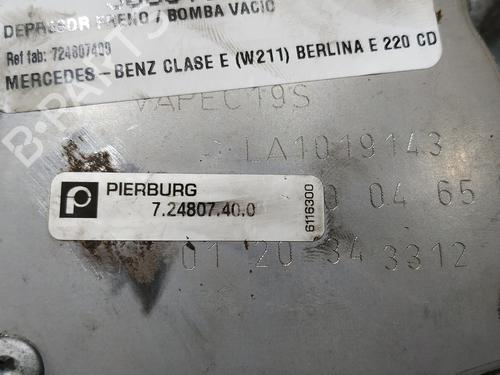 DEPRESOR FRENO / BOMBA VACIO
Ref fab: 724807400
MERCEDES - BENZ CLASE E (W211) BERLINA E 220 CD
VAPEC19S
LA1019143
0 04 65
PIERBURG
7.24807.40.0
6116300
01 20 34 3312
B-PARTS